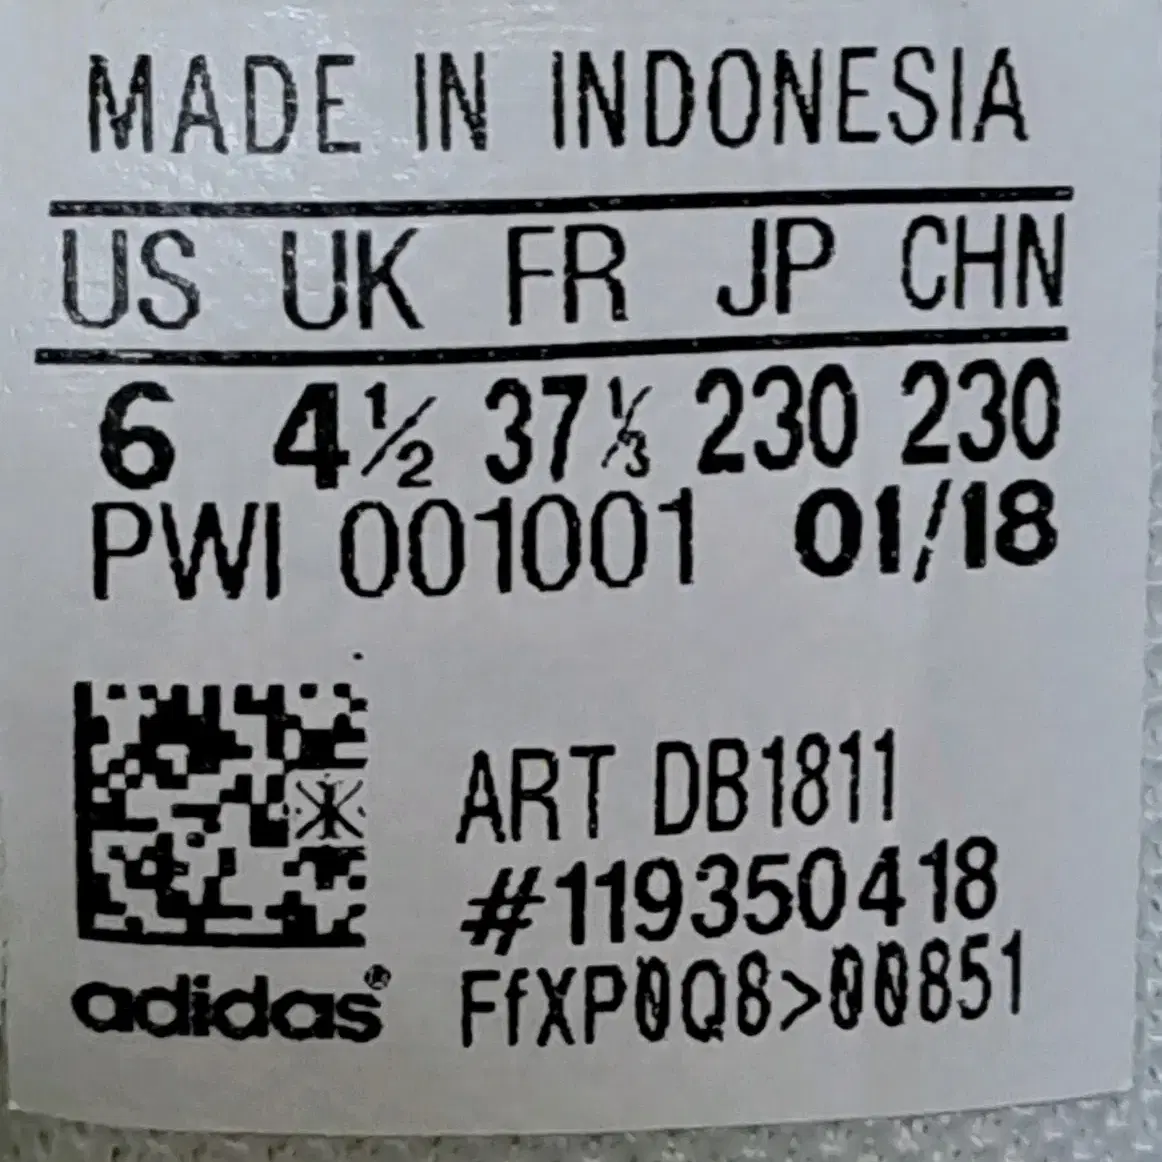 MADE IN INDONESIA
US UK FR JP CHN
6 4½ 37⅓ 230 230
PWI 001001 01/18
ART DB1811
#119350418
adidas® FfXP0Q8>00851